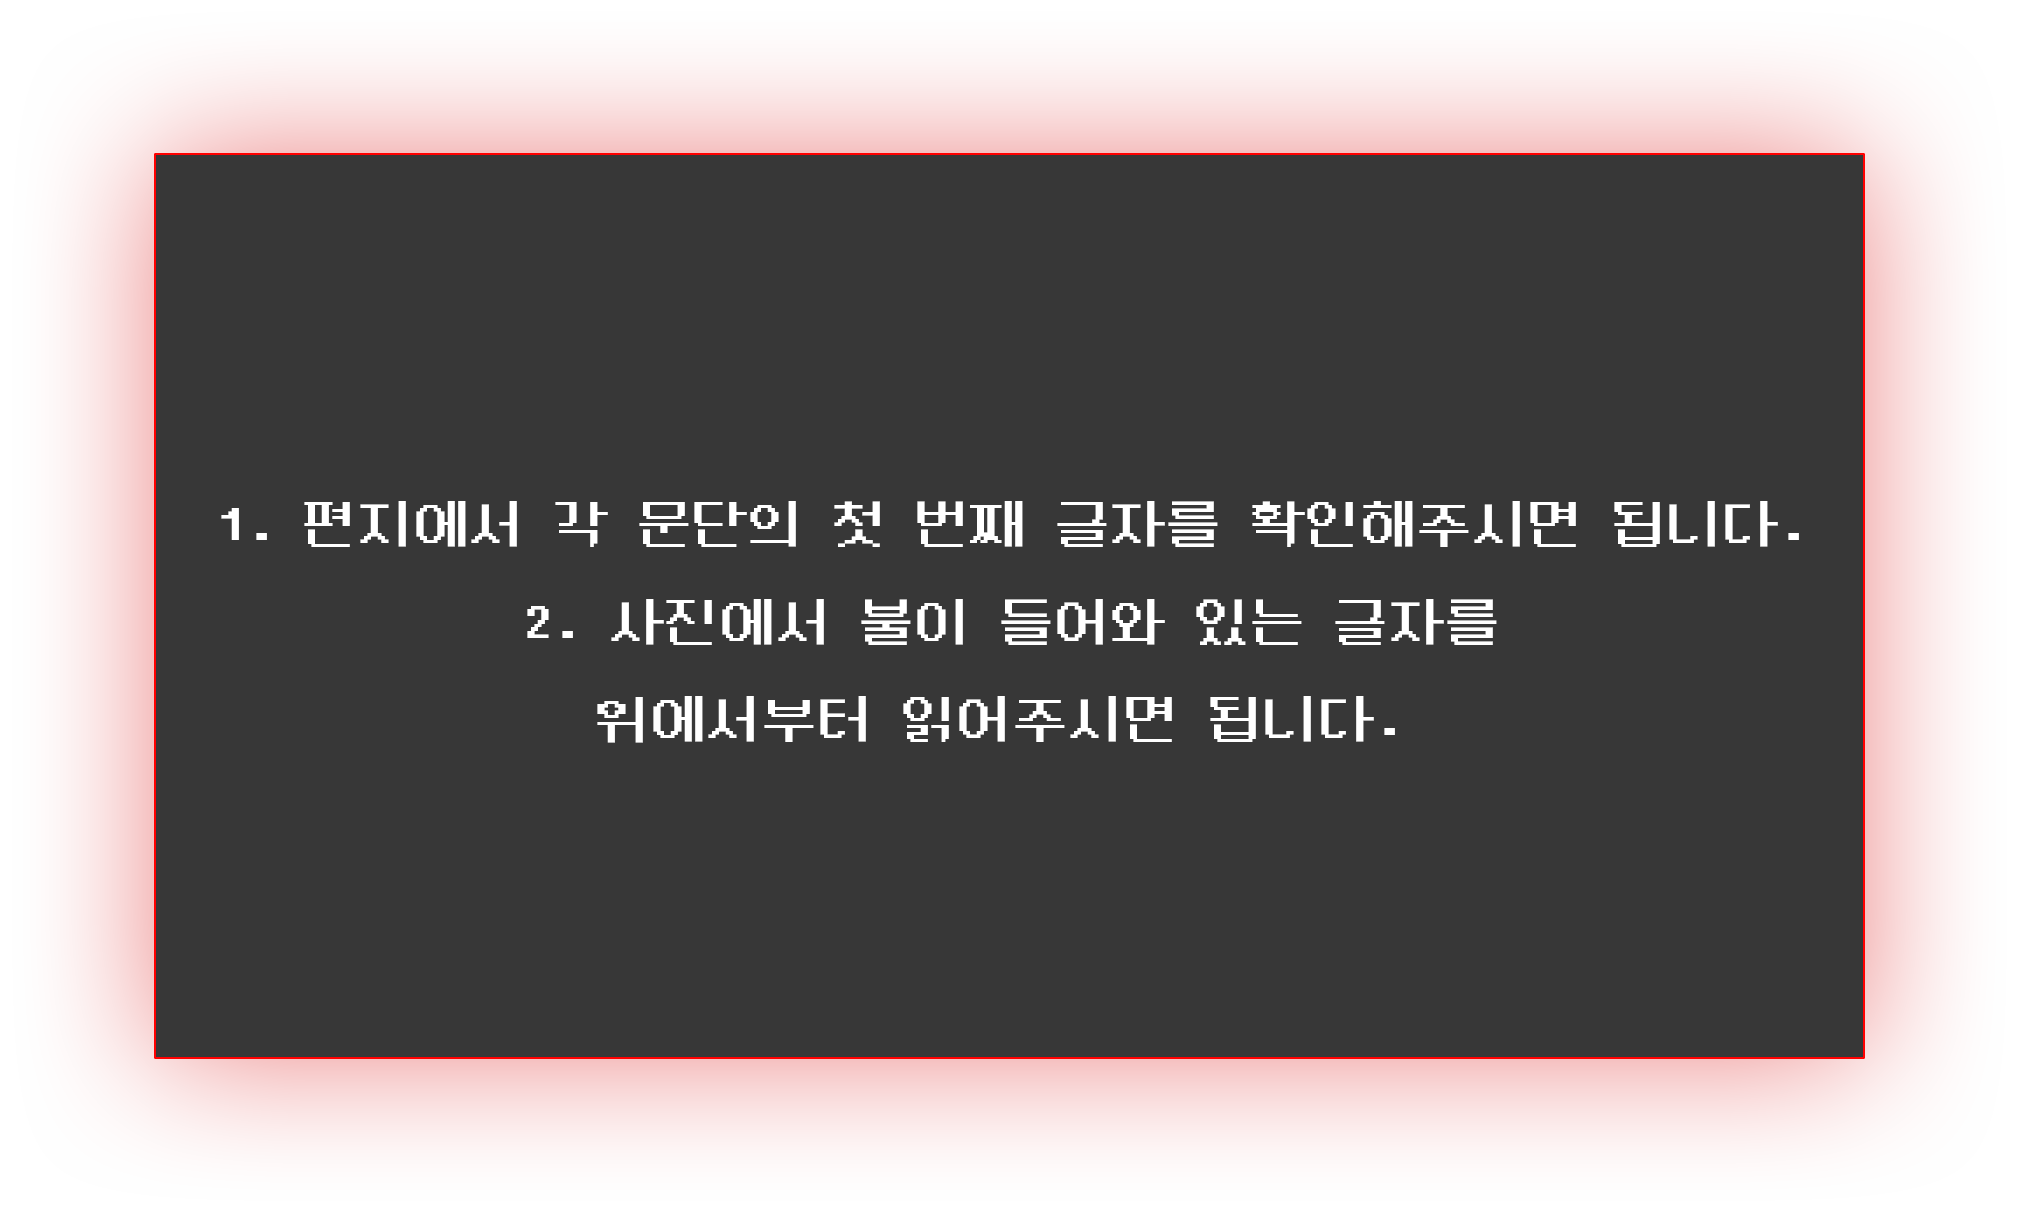 1. 편지에서 각 문단의 첫 번째 글자를 확인해주시면 됩니다.
2. 사진에서 불이 들어와 있는 글자를
위에서부터 읽어주시면 됩니다.